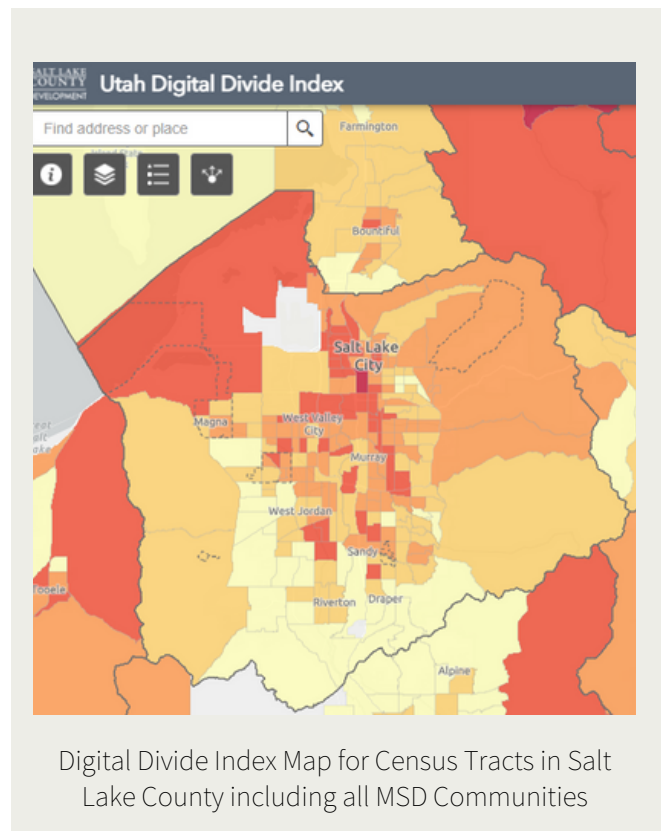 SALT LAKE
COUNTY
DEVELOPMENT
Utah Digital Divide Index
Find address or place
Farmington
Island State
Bountiful
Salt Lake
City
Magna
West Valley
City
Murray
West Jordan
Sandy
Tooele
Riverton
Draper
Alpine
Digital Divide Index Map for Census Tracts in Salt
Lake County including all MSD Communities